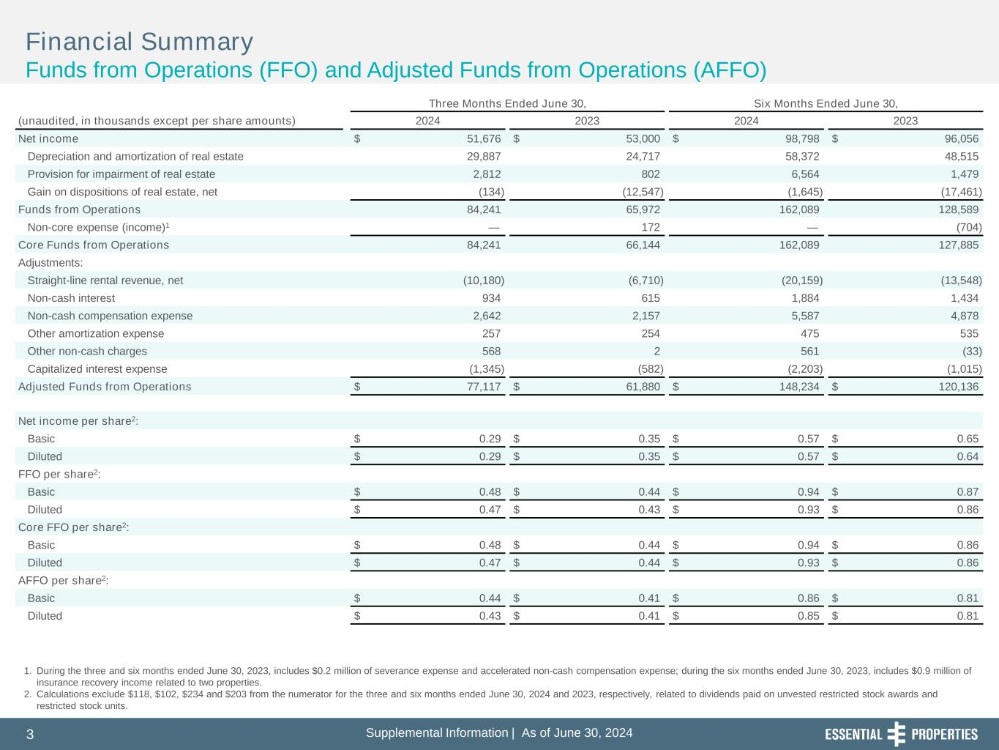 Financial Summary
Funds from Operations (FFO) and Adjusted Funds from Operations (AFFO)
Three Months Ended June 30, Six Months Ended June 30,
(unaudited, in thousands except per share amounts) 2024 2023 2024 2023
Net income $ 51,676 $ 53,000 $ 98,798 $ 96,056
Depreciation and amortization of real estate 29,887 24,717 58,372 48,515
Provision for impairment of real estate 2,812 802 6,564 1,479
Gain on dispositions of real estate, net (134) (12,547) (1,645) (17,461)
Funds from Operations 84,241 65,972 162,089 128,589
Non-core expense (income)¹ — 172 — (704)
Core Funds from Operations 84,241 66,144 162,089 127,885
Adjustments:
Straight-line rental revenue, net (10,180) (6,710) (20,159) (13,548)
Non-cash interest 934 615 1,884 1,434
Non-cash compensation expense 2,642 2,157 5,587 4,878
Other amortization expense 257 254 475 535
Other non-cash charges 568 2 561 (33)
Capitalized interest expense (1,345) (582) (2,203) (1,015)
Adjusted Funds from Operations $ 77,117 $ 61,880 $ 148,234 $ 120,136
Net income per share²:
Basic $ 0.29 $ 0.35 $ 0.57 $ 0.65
Diluted $ 0.29 $ 0.35 $ 0.57 $ 0.64
FFO per share²:
Basic $ 0.48 $ 0.44 $ 0.94 $ 0.87
Diluted $ 0.47 $ 0.43 $ 0.93 $ 0.86
Core FFO per share²:
Basic $ 0.48 $ 0.44 $ 0.94 $ 0.86
Diluted $ 0.47 $ 0.44 $ 0.93 $ 0.86
AFFO per share²:
Basic $ 0.44 $ 0.41 $ 0.86 $ 0.81
Diluted $ 0.43 $ 0.41 $ 0.85 $ 0.81
1. During the three and six months ended June 30, 2023, includes $0.2 million of severance expense and accelerated non-cash compensation expense; during the six months ended June 30, 2023, includes $0.9 million of
insurance recovery income related to two properties.
2. Calculations exclude $118, $102, $234 and $203 from the numerator for the three and six months ended June 30, 2024 and 2023, respectively, related to dividends paid on unvested restricted stock awards and
restricted stock units.
3 Supplemental Information | As of June 30, 2024 ESSENTIAL PROPERTIES